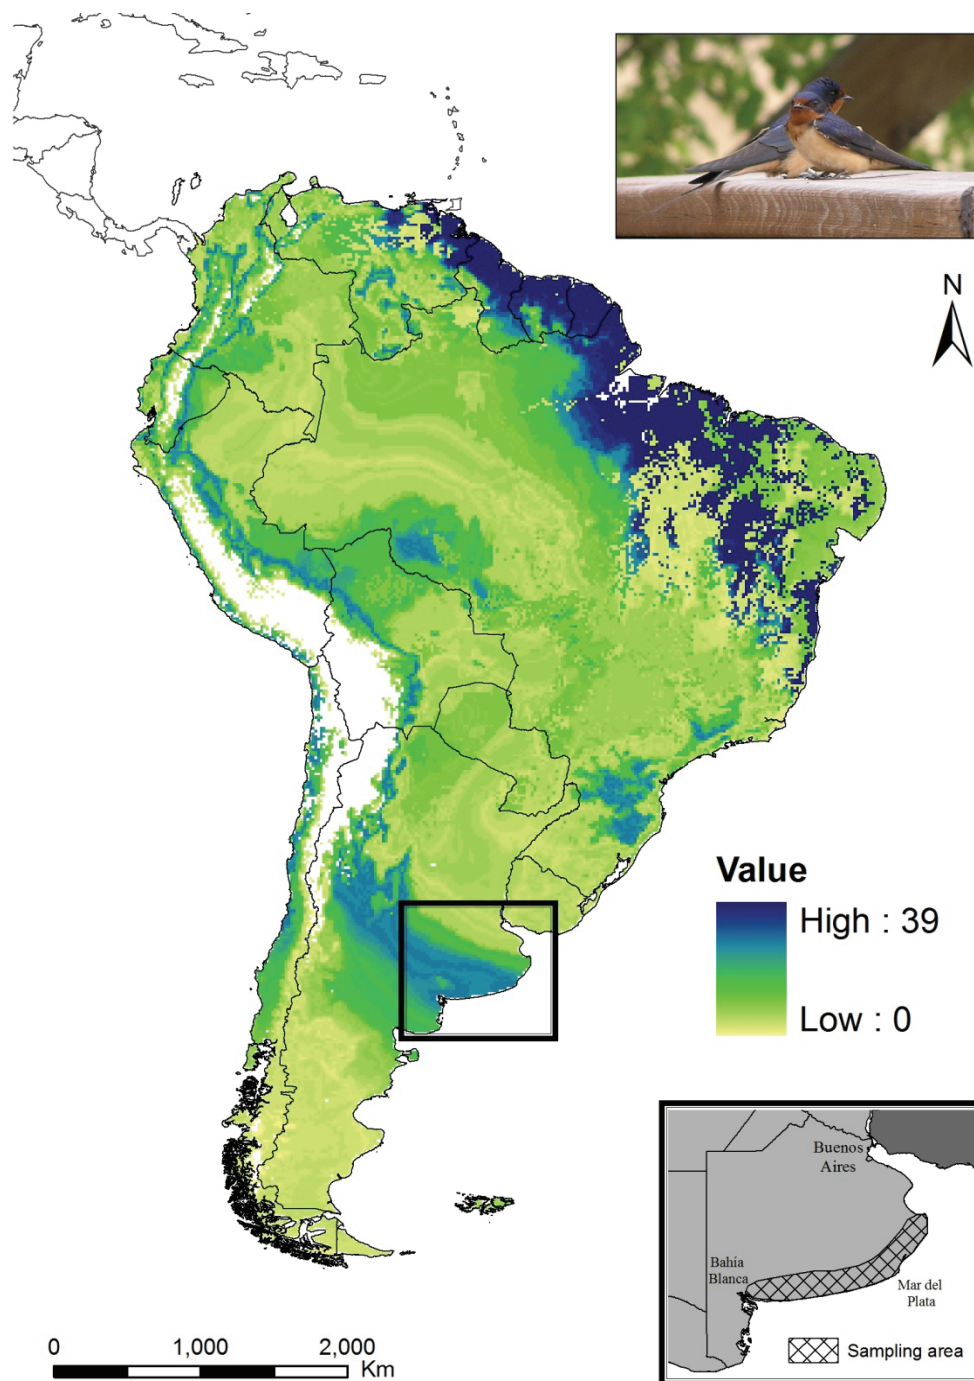 N
Value
High : 39
Low : 0
Buenos
Aires
Bahía
Blanca
Mar del
Plata
Sampling area
0 1,000 2,000
Km